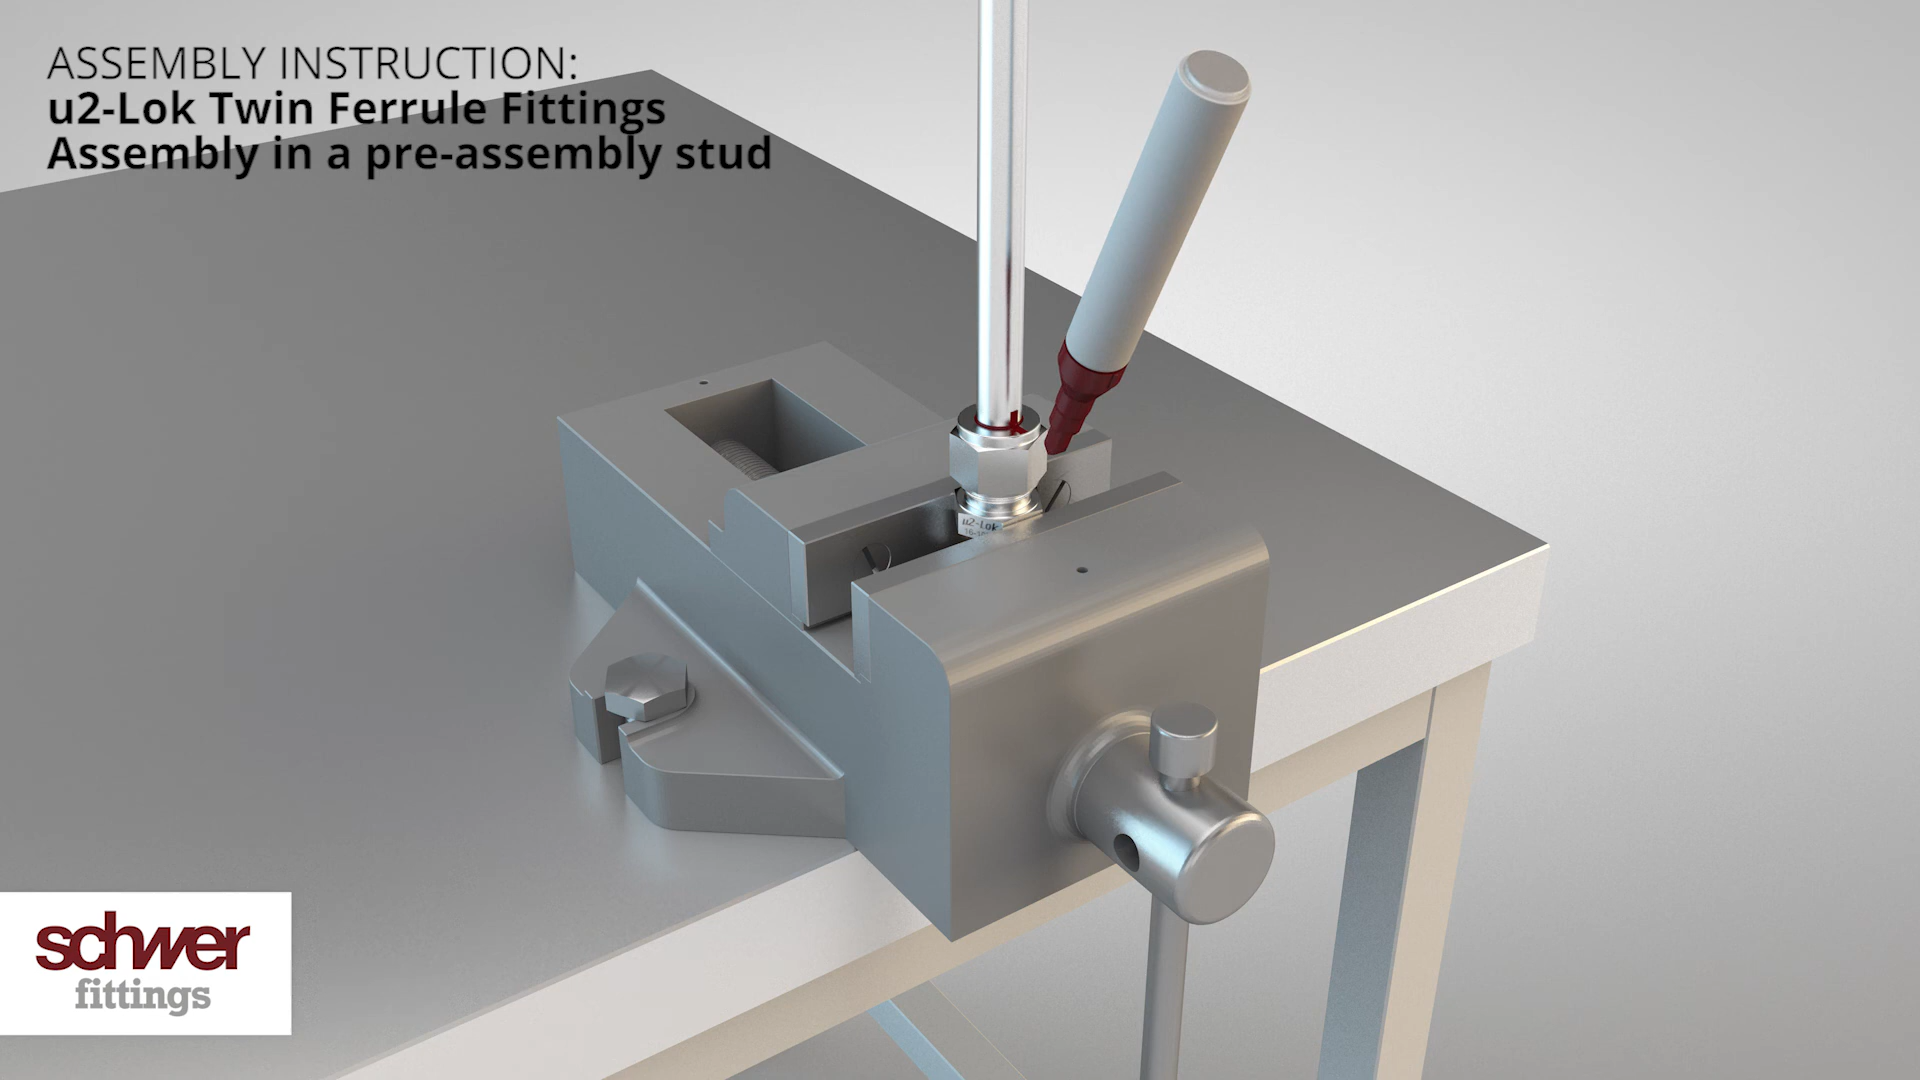 ASSEMBLY INSTRUCTION:
u2-Lok Twin Ferrule Fittings
Assembly in a pre-assembly stud
u2-Lok
schwer
fittings